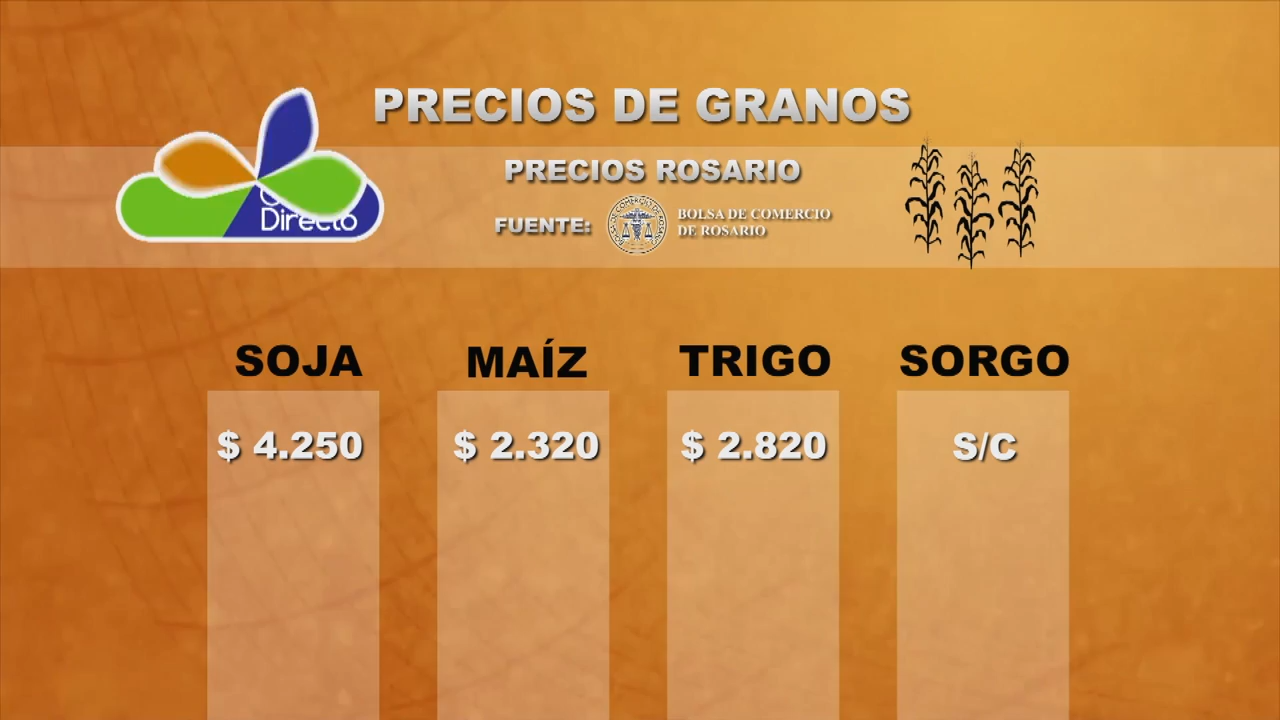 PRECIOS DE GRANOS
PRECIOS ROSARIO
FUENTE:
BOLSA DE COMERCIO
DE ROSARIO
Directo
SOJA
MAÍZ
TRIGO
SORGO
$ 4.250
$ 2.320
$ 2.820
S/C